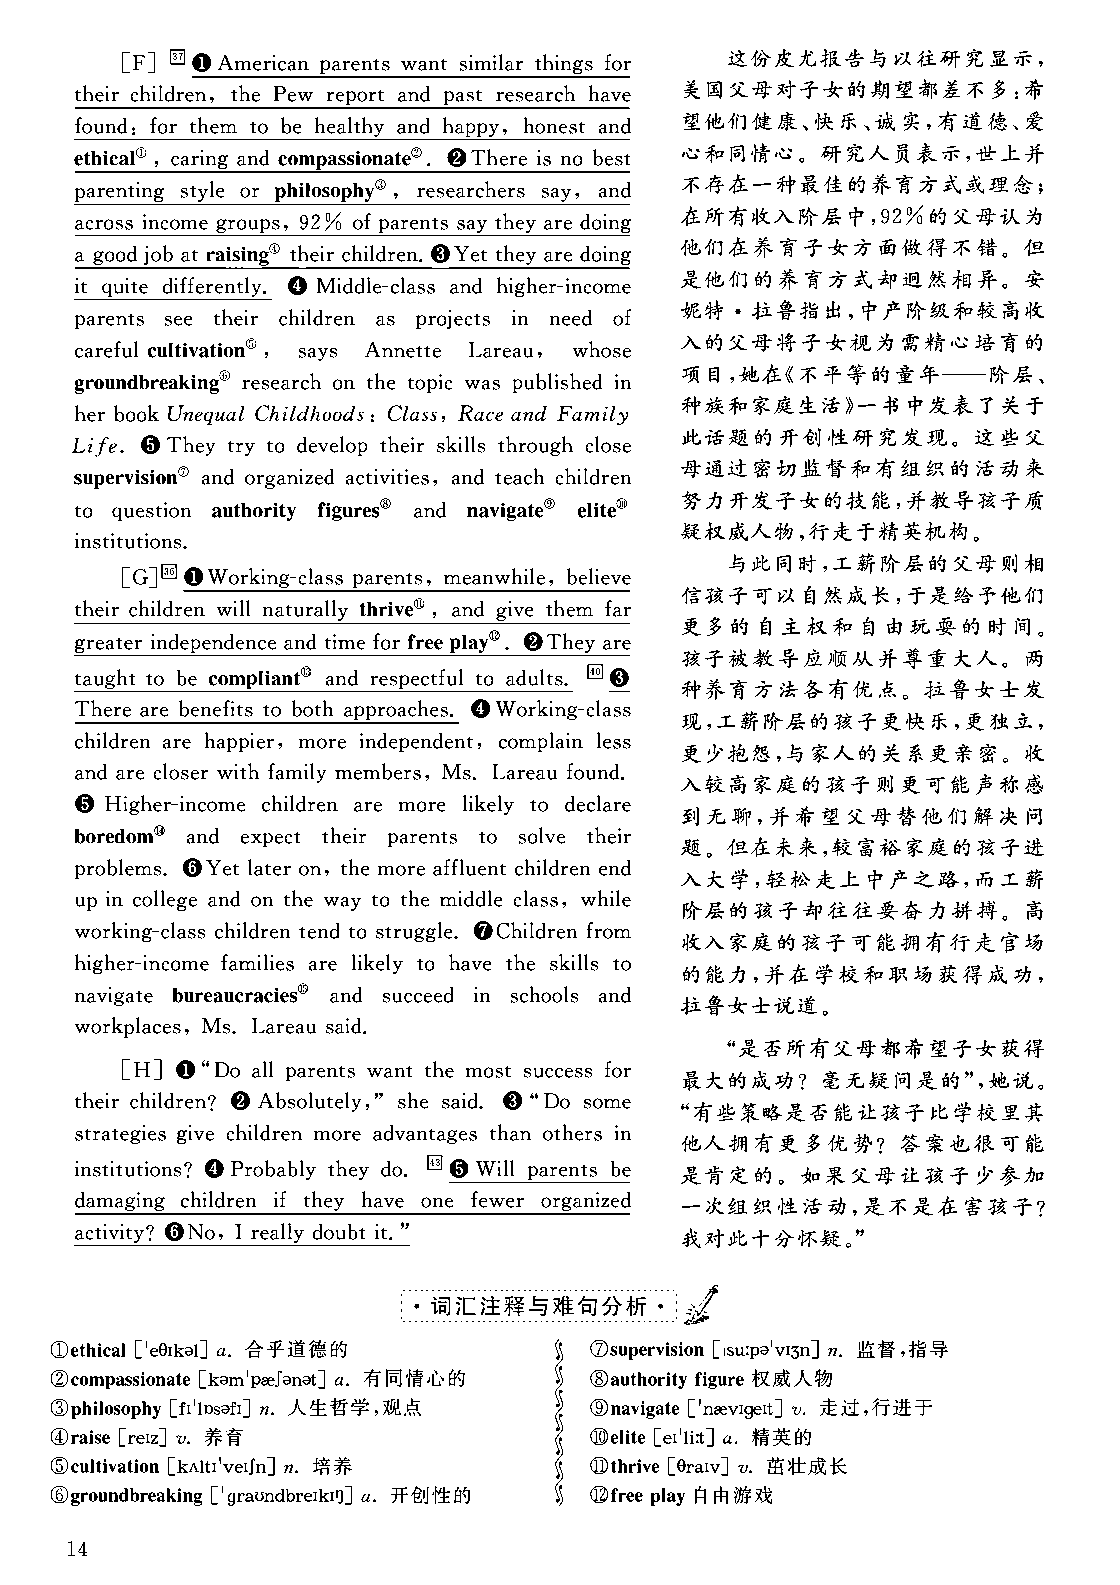 [F] 37 ❶ American parents want similar things for
their children, the Pew report and past research have
found: for them to be healthy and happy, honest and
ethical①, caring and compassionate②. ❷ There is no best
parenting style or philosophy③, researchers say, and
across income groups, 92% of parents say they are doing
a good job at raising④ their children. ❸ Yet they are doing
it quite differently. ❹ Middle-class and higher-income
parents see their children as projects in need of
careful cultivation⑤, says Annette Lareau, whose
groundbreaking⑥ research on the topic was published in
her book Unequal Childhoods: Class, Race and Family
Life. ❺ They try to develop their skills through close
supervision⑦ and organized activities, and teach children
to question authority figures⑧ and navigate⑨ elite⑩
institutions.
[G] 36 ❶ Working-class parents, meanwhile, believe
their children will naturally thrive⑪, and give them far
greater independence and time for free play⑫. ❷ They are
taught to be compliant⑬ and respectful to adults. 40 ❸
There are benefits to both approaches. ❹ Working-class
children are happier, more independent, complain less
and are closer with family members, Ms. Lareau found.
❺ Higher-income children are more likely to declare
boredom⑭ and expect their parents to solve their
problems. ❻ Yet later on, the more affluent children end
up in college and on the way to the middle class, while
working-class children tend to struggle. ❼ Children from
higher-income families are likely to have the skills to
navigate bureaucracies⑮ and succeed in schools and
workplaces, Ms. Lareau said.
[H] ❶ “Do all parents want the most success for
their children? ❷ Absolutely,” she said. ❸ “Do some
strategies give children more advantages than others in
institutions? ❹ Probably they do. 43 ❺ Will parents be
damaging children if they have one fewer organized
activity? ❻ No, I really doubt it.”
这份皮尤报告与以往研究显示,
美国父母对子女的期望都差不多:希
望他们健康、快乐、诚实,有道德、爱
心和同情心。研究人员表示,世上并
不存在一种最佳的养育方式或理念;
在所有收入阶层中,92%的父母认为
他们在养育子女方面做得不错。但
是他们的养育方式却迥然相异。安
妮特·拉鲁指出,中产阶级和较高收
入的父母将子女视为需精心培育的
项目,她在《不平等的童年——阶层、
种族和家庭生活》一书中发表了关于
此话题的开创性研究发现。这些父
母通过密切监督和有组织的活动来
努力开发子女的技能,并教导孩子质
疑权威人物,行走于精英机构。
与此同时,工薪阶层的父母则相
信孩子可以自然成长,于是给予他们
更多的自主权和自由玩耍的时间。
孩子被教导应顺从并尊重大人。两
种养育方法各有优点。拉鲁女士发
现,工薪阶层的孩子更快乐,更独立,
更少抱怨,与家人的关系更亲密。收
入较高家庭的孩子则更可能声称感
到无聊,并希望父母替他们解决问
题。但在未来,较富裕家庭的孩子进
入大学,轻松走上中产之路,而工薪
阶层的孩子却往往要奋力拼搏。高
收入家庭的孩子可能拥有行走官场
的能力,并在学校和职场获得成功,
拉鲁女士说道。
“是否所有父母都希望子女获得
最大的成功?毫无疑问是的”,她说。
“有些策略是否能让孩子比学校里其
他人拥有更多优势?答案也很可能
是肯定的。如果父母让孩子少参加
一次组织性活动,是不是在害孩子?
我对此十分怀疑。”
·词汇注释与难句分析·
①ethical [ˈeθɪkəl] a. 合乎道德的
②compassionate [kəmˈpæʃənət] a. 有同情心的
③philosophy [fɪˈlɒsəfɪ] n. 人生哲学,观点
④raise [reɪz] v. 养育
⑤cultivation [kʌltɪˈveɪʃn] n. 培养
⑥groundbreaking [ˈɡraʊndbreɪkɪŋ] a. 开创性的
⑦supervision [ˌsuːpəˈvɪʒn] n. 监督,指导
⑧authority figure 权威人物
⑨navigate [ˈnævɪɡeɪt] v. 走过,行进于
⑩elite [eɪˈliːt] a. 精英的
⑪thrive [θraɪv] v. 茁壮成长
⑫free play 自由游戏
14